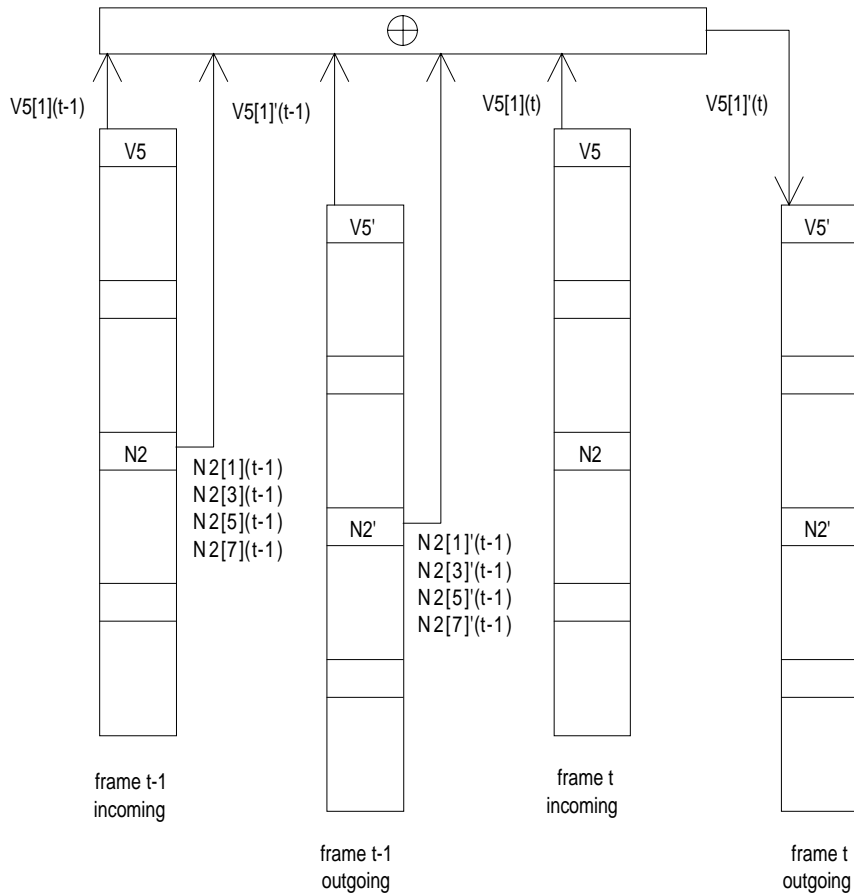 V5[1](t-1)
V5[1]'(t-1)
V5[1](t)
V5[1]'(t)
V5
V5
V5'
V5'
N2
N2
N2[1](t-1)
N2[3](t-1)
N2[5](t-1)
N2[7](t-1)
N2'
N2'
N2[1]'(t-1)
N2[3]'(t-1)
N2[5]'(t-1)
N2[7]'(t-1)
frame t-1
incoming
frame t
incoming
frame t-1
outgoing
frame t
outgoing